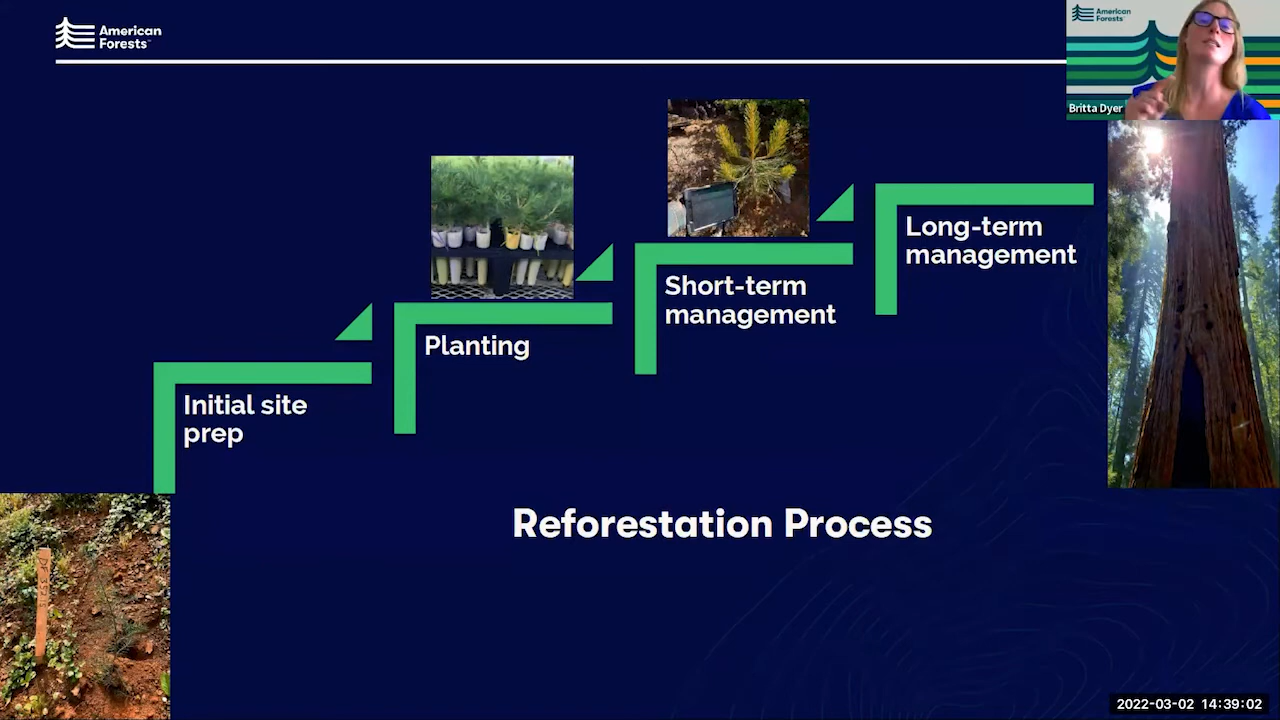 American
Forests™
American
Forests
Britta Dyer
Long-term
management
Short-term
management
Planting
Initial site
prep
Reforestation Process
2022-03-02 14:39:02